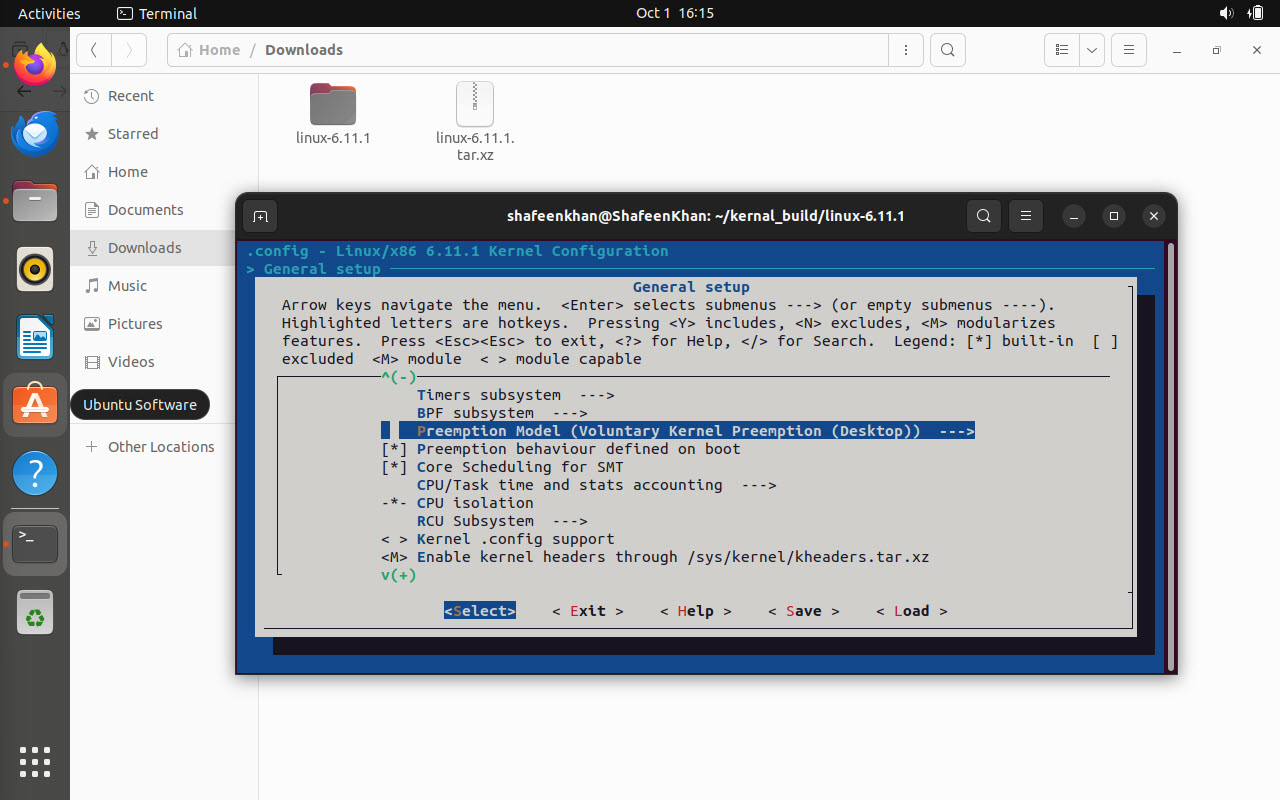 Activities
Terminal
Oct 1 16:15
Home / Downloads
Recent
Starred
Home
Documents
Downloads
Music
Pictures
Videos
Other Locations
Ubuntu Software
linux-6.11.1
linux-6.11.1.
tar.xz
shafeenkhan@ShafeenKhan: ~/kernal_build/linux-6.11.1
.config - Linux/x86 6.11.1 Kernel Configuration
> General setup
General setup
Arrow keys navigate the menu.  <Enter> selects submenus ---> (or empty submenus ----).
Highlighted letters are hotkeys.  Pressing <Y> includes, <N> excludes, <M> modularizes
features.  Press <Esc><Esc> to exit, <?> for Help, </> for Search.  Legend: [*] built-in  [ ]
excluded  <M> module  < > module capable
^(-)
Timers subsystem  --->
BPF subsystem  --->
Preemption Model (Voluntary Kernel Preemption (Desktop))  --->
[*] Preemption behaviour defined on boot
[*] Core Scheduling for SMT
CPU/Task time and stats accounting  --->
-*- CPU isolation
RCU Subsystem  --->
< > Kernel .config support
<M> Enable kernel headers through /sys/kernel/kheaders.tar.xz
v(+)
<Select>    < Exit >    < Help >    < Save >    < Load >